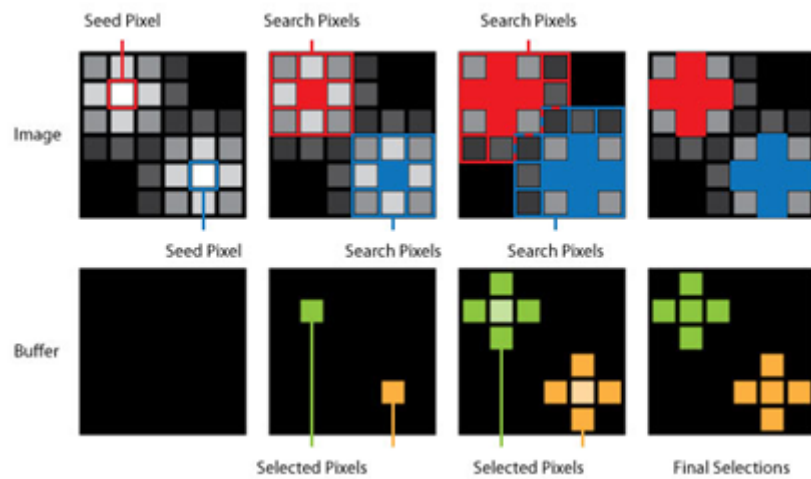 Seed Pixel
Search Pixels
Search Pixels
Image
Seed Pixel
Search Pixels
Search Pixels
Buffer
Selected Pixels
Selected Pixels
Final Selections